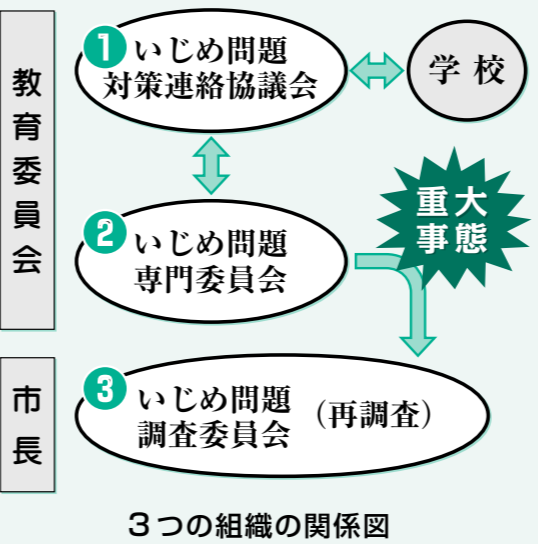 教育委員会
1 いじめ問題
対策連絡協議会
学校
2 いじめ問題
専門委員会
重大
事態
市長
3 いじめ問題
調査委員会
（再調査）
3つの組織の関係図